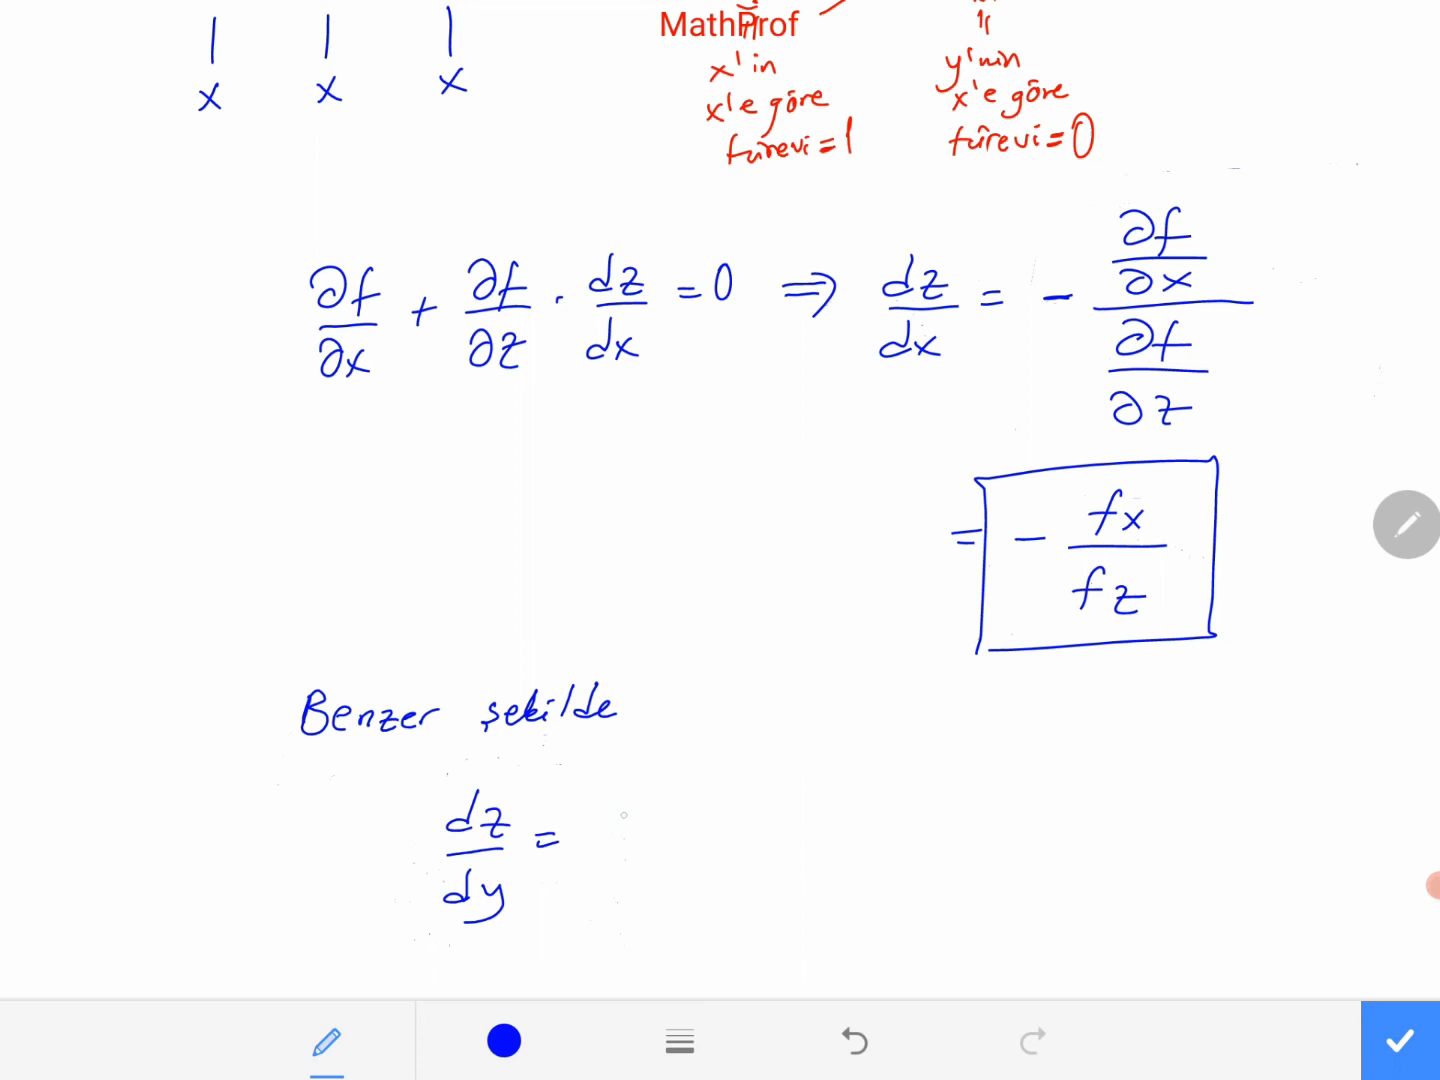 | | |
x x x
MathProf
x'in
x'e göre
türevi = 1
y'nin
x'e göre
türevi = 0
∂f/∂x + ∂f/∂z · dz/dx = 0 ⇒ dz/dx = - (∂f/∂x)/(∂f/∂z)
= - fx/fz
Benzer şekilde
dz/dy =